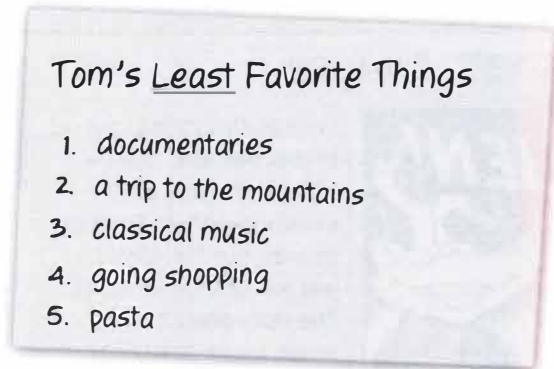 Tom's Least Favorite Things
1. documentaries
2. a trip to the mountains
3. classical music
4. going shopping
5. pasta